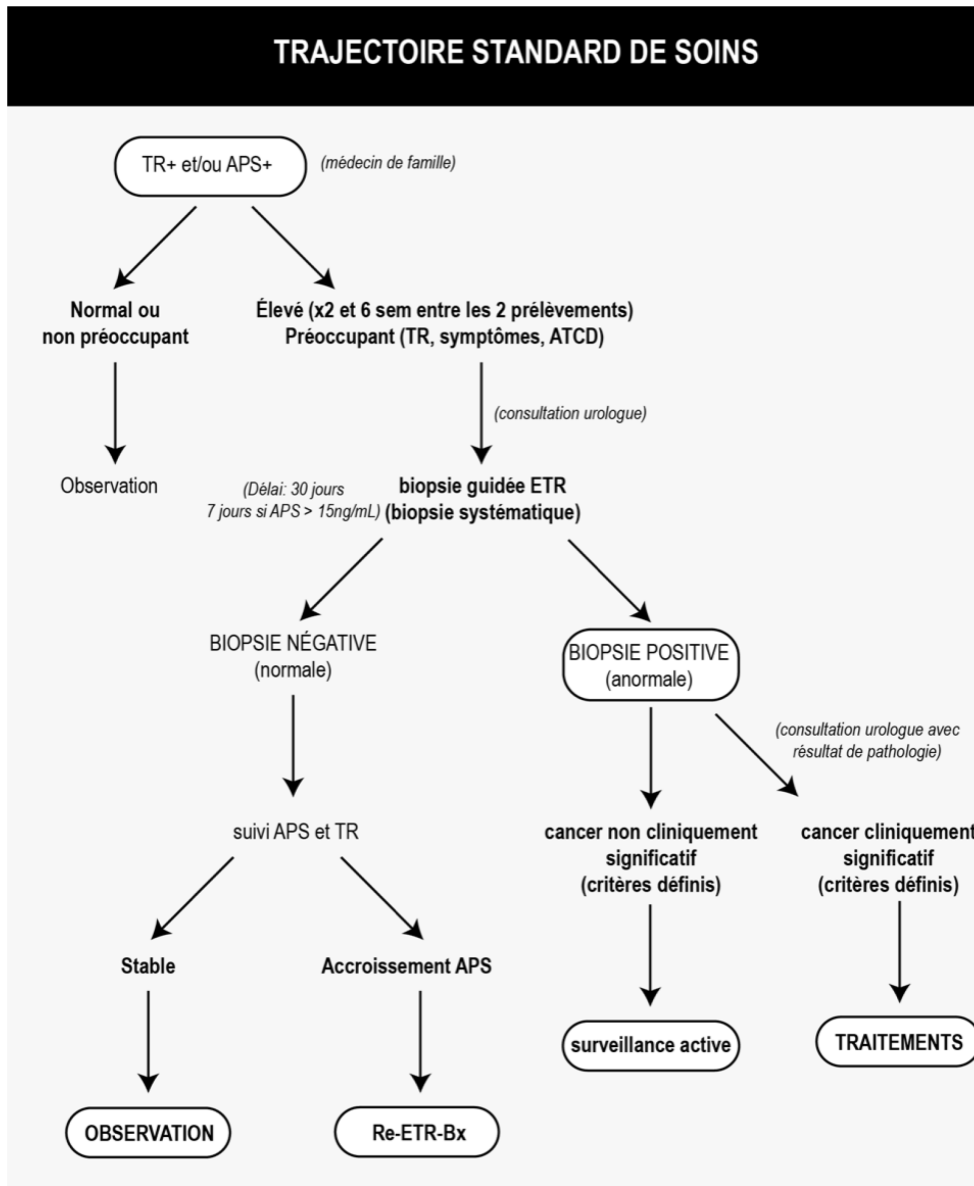 TRAJECTOIRE STANDARD DE SOINS
TR+ et/ou APS+
(médecin de famille)
Normal ou
non préoccupant
Élevé (x2 et 6 sem entre les 2 prélèvements)
Préoccupant (TR, symptômes, ATCD)
(consultation urologue)
Observation
(Délai: 30 jours
7 jours si APS > 15ng/mL)
biopsie guidée ETR
(biopsie systématique)
BIOPSIE NÉGATIVE
(normale)
BIOPSIE POSITIVE
(anormale)
(consultation urologue avec
résultat de pathologie)
suivi APS et TR
cancer non cliniquement
significatif
(critères définis)
cancer cliniquement
significatif
(critères définis)
Stable
Accroissement APS
surveillance active
TRAITEMENTS
OBSERVATION
Re-ETR-Bx